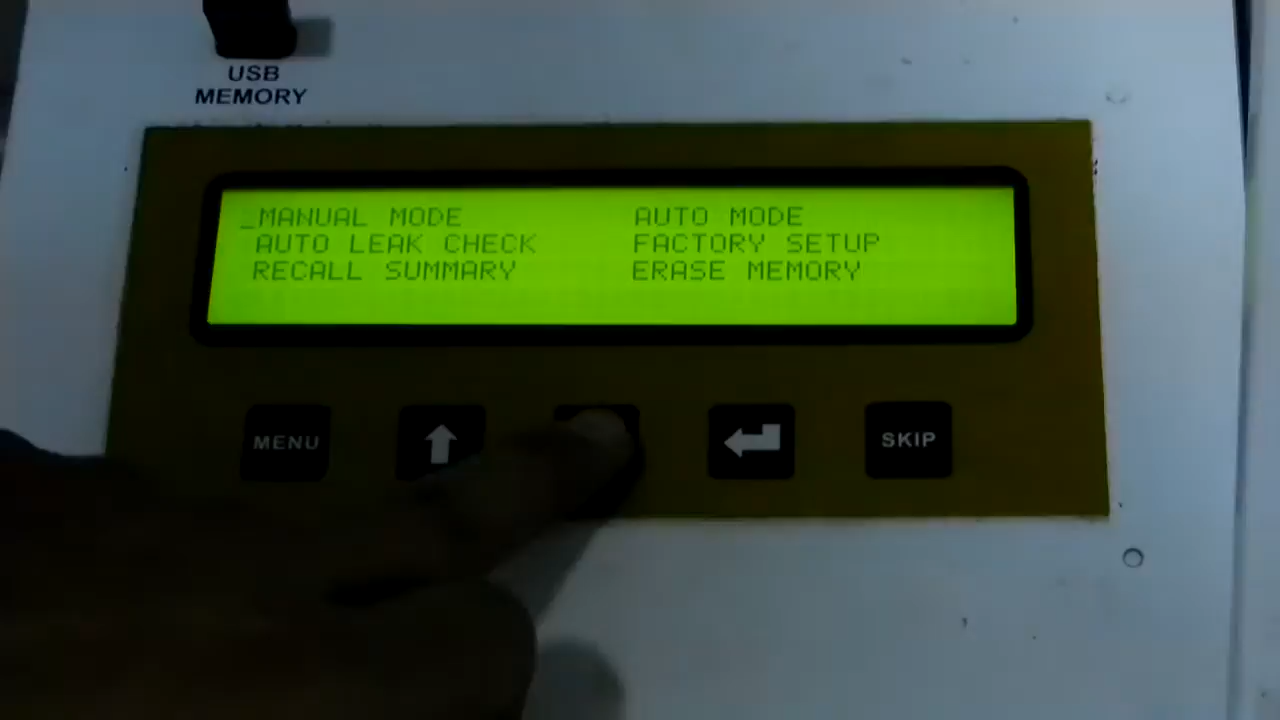 USB
MEMORY
_MANUAL MODE AUTO MODE
AUTO LEAK CHECK FACTORY SETUP
RECALL SUMMARY ERASE MEMORY
MENU SKIP